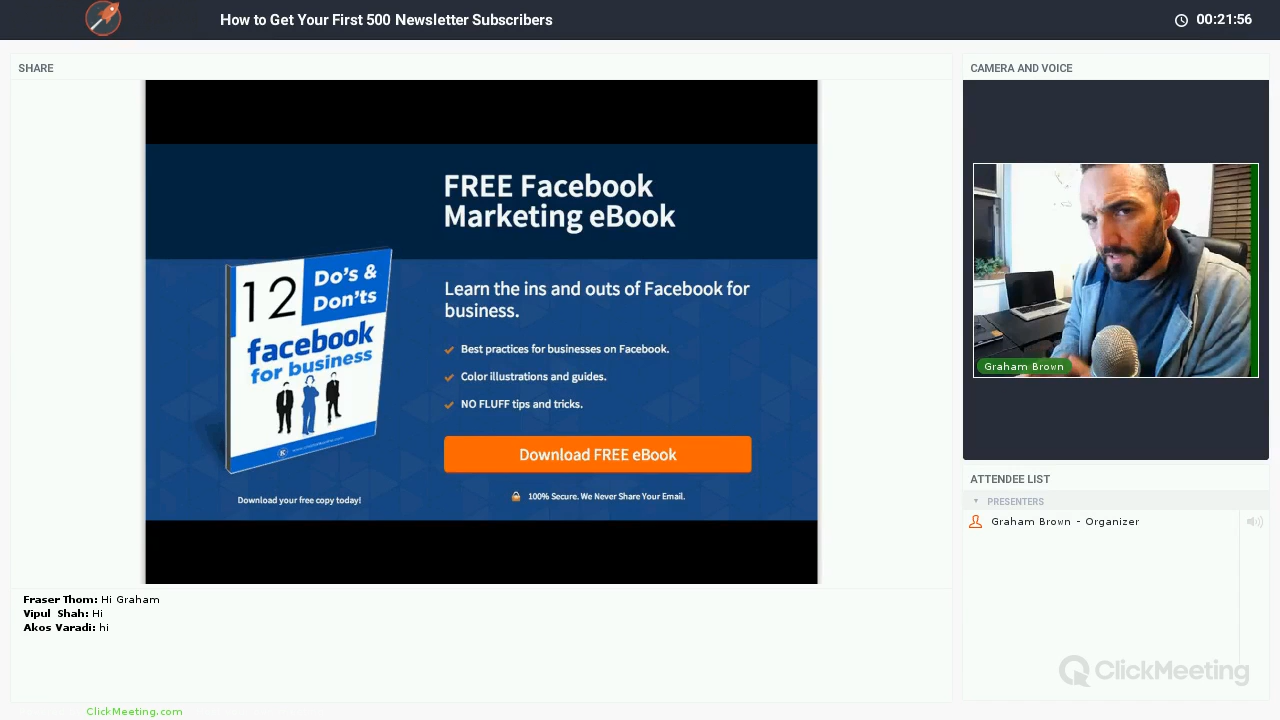 How to Get Your First 500 Newsletter Subscribers
00:21:56
SHARE
FREE Facebook
Marketing eBook
12
Do's &
Don'ts
facebook
for business
Learn the ins and outs of Facebook for
business.
Best practices for businesses on Facebook.
Color illustrations and guides.
NO FLUFF tips and tricks.
Download FREE eBook
Download your free copy today!
100% Secure. We Never Share Your Email.
Fraser Thom: Hi Graham
Vipul Shah: Hi
Akos Varadi: hi
ClickMeeting.com
CAMERA AND VOICE
Graham Brown
ATTENDEE LIST
PRESENTERS
Graham Brown - Organizer
ClickMeeting